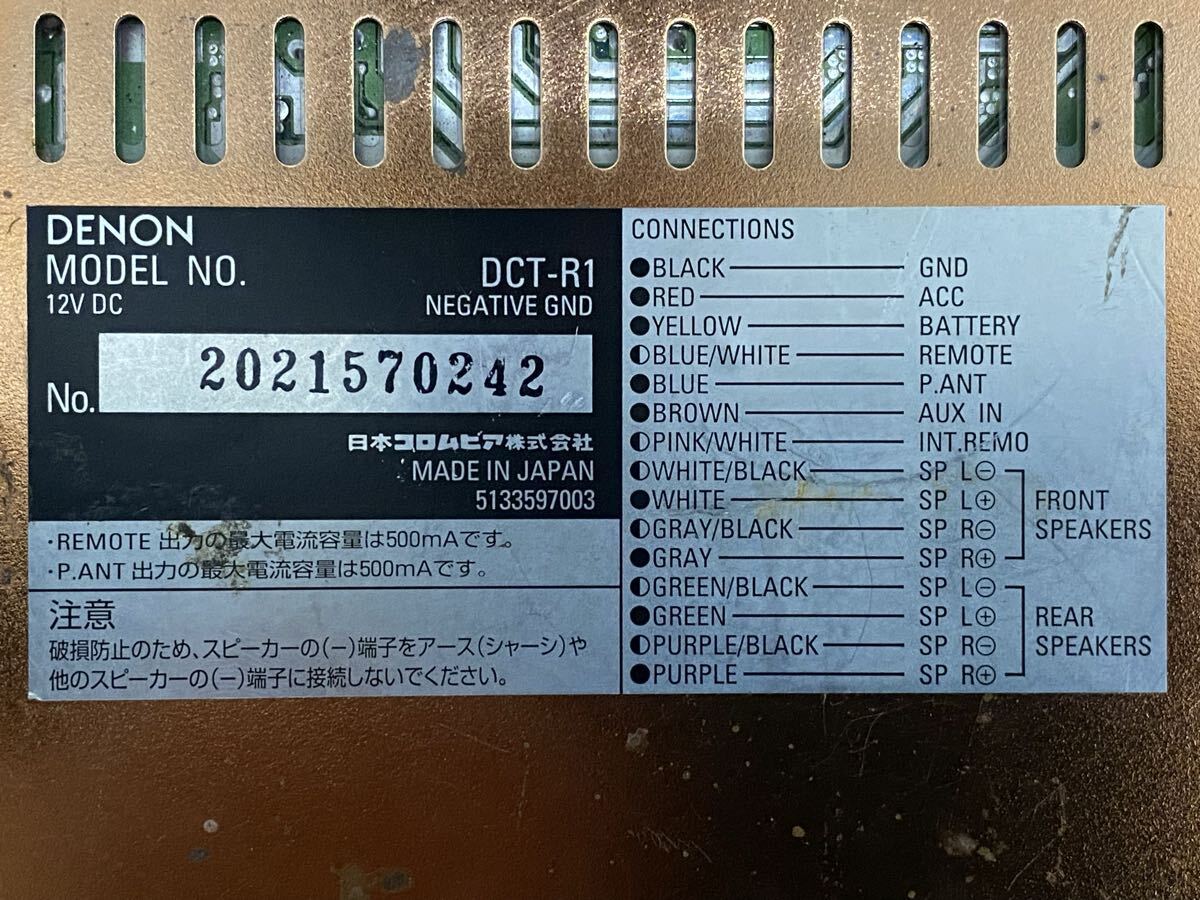 DENON
MODEL NO. DCT-R1
12V DC NEGATIVE GND
No. 2021570242
日本コロムビア株式会社
MADE IN JAPAN
5133597003
・REMOTE 出力の最大電流容量は500mAです。
・P.ANT 出力の最大電流容量は500mAです。
注意
破損防止のため、スピーカーの(−)端子をアース(シャーシ)や
他のスピーカーの(−)端子に接続しないでください。
CONNECTIONS
●BLACK GND
●RED ACC
●YELLOW BATTERY
◐BLUE/WHITE REMOTE
●BLUE P.ANT
●BROWN AUX IN
◐PINK/WHITE INT.REMO
◐WHITE/BLACK SP L⊖
●WHITE SP L⊕
◐GRAY/BLACK SP R⊖
●GRAY SP R⊕
FRONT
SPEAKERS
◐GREEN/BLACK SP L⊖
●GREEN SP L⊕
◐PURPLE/BLACK SP R⊖
●PURPLE SP R⊕
REAR
SPEAKERS